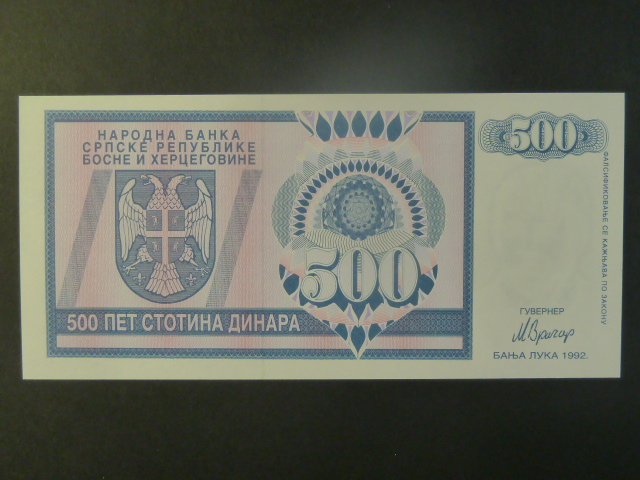 НАРОДНА БАНКА
СРПСКЕ РЕПУБЛИКЕ
БОСНЕ И ХЕРЦЕГОВИНЕ
500
500
500 ПЕТ СТОТИНА ДИНАРА
ФАЛСИФИКОВАЊЕ СЕ КАЖЊАВА ПО ЗАКОНУ
ГУВЕРНЕР
БАЊА ЛУКА 1992.